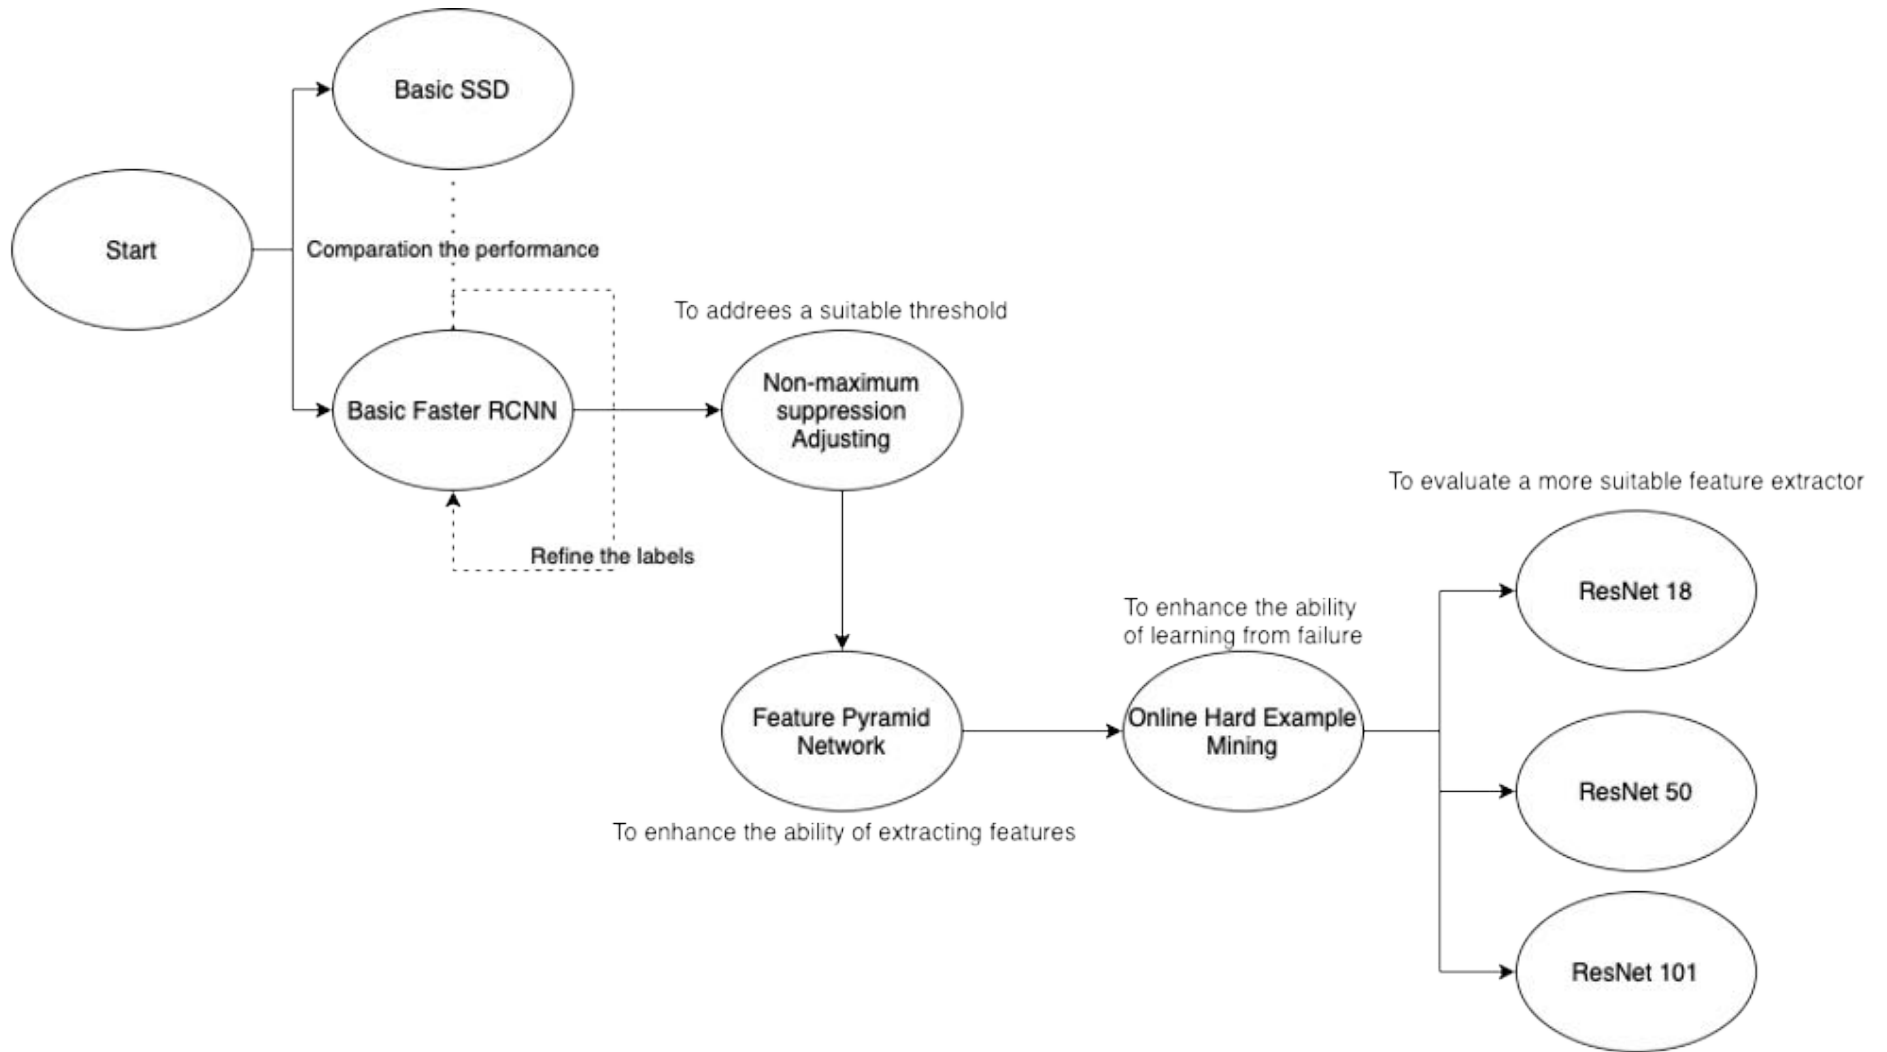 Basic SSD
Start
Comparation the performance
To addrees a suitable threshold
Basic Faster RCNN
Non-maximum
suppression
Adjusting
Refine the labels
To evaluate a more suitable feature extractor
ResNet 18
To enhance the ability
of learning from failure
Feature Pyramid
Network
Online Hard Example
Mining
ResNet 50
To enhance the ability of extracting features
ResNet 101